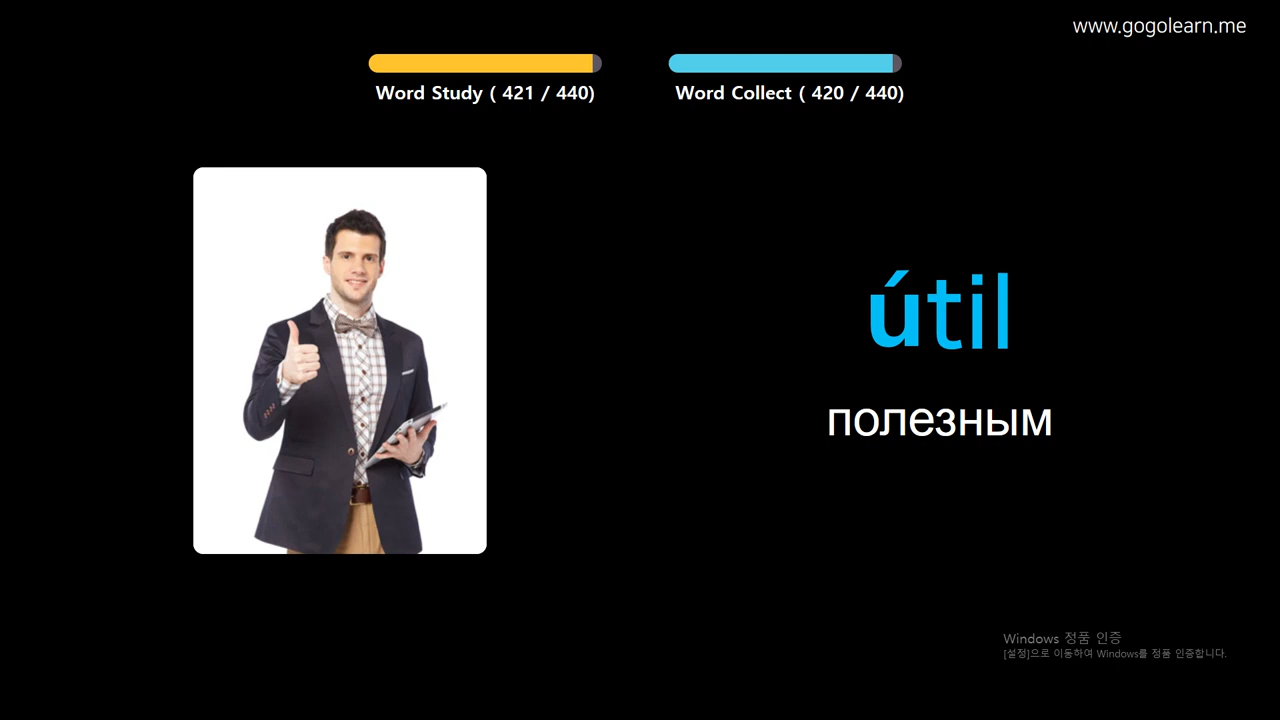 www.gogolearn.me
Word Study ( 421 / 440)
Word Collect ( 420 / 440)
útil
полезным
Windows 정품 인증
[설정]으로 이동하여 Windows를 정품 인증합니다.